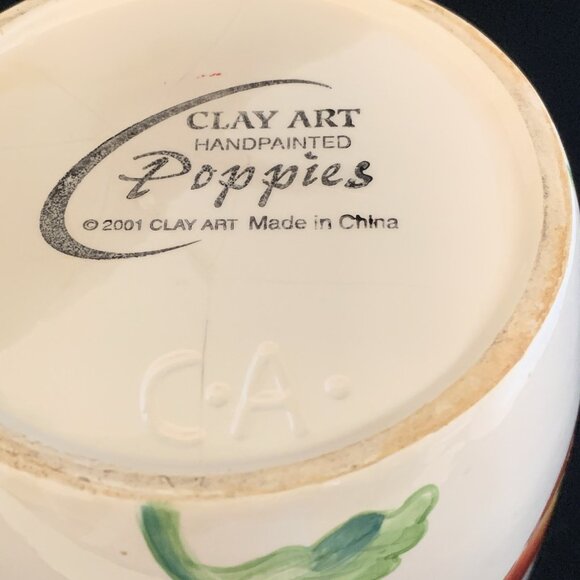 CLAY ART
HANDPAINTED
Poppies
© 2001 CLAY ART Made in China
C.A.